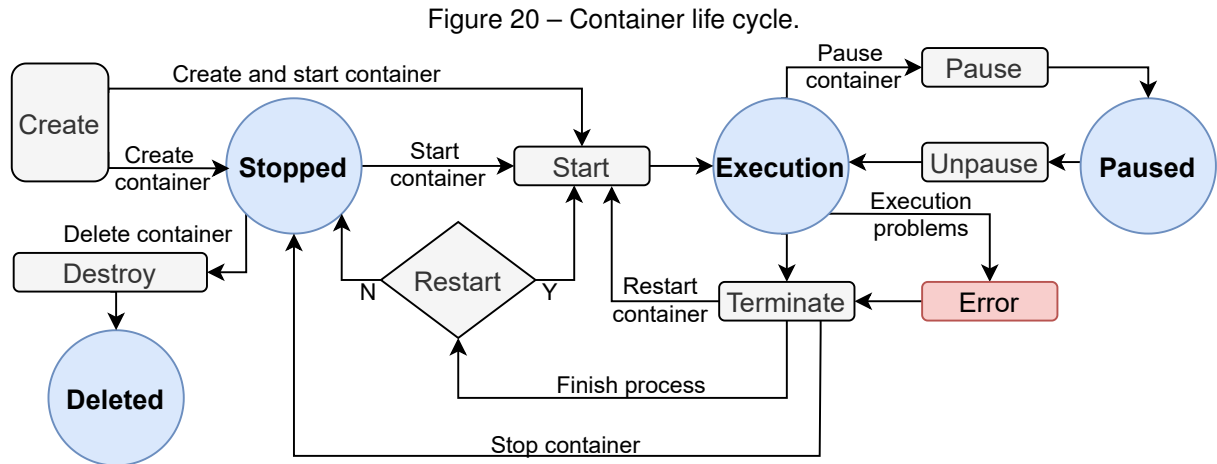 Figure 20 – Container life cycle.
Create and start container
Pause
container
Pause
Create
Create
container
Stopped
Start
container
Start
Execution
Unpause
Paused
Execution
problems
Delete container
Destroy
Restart
N
Y
Restart
container
Terminate
Error
Deleted
Finish process
Stop container